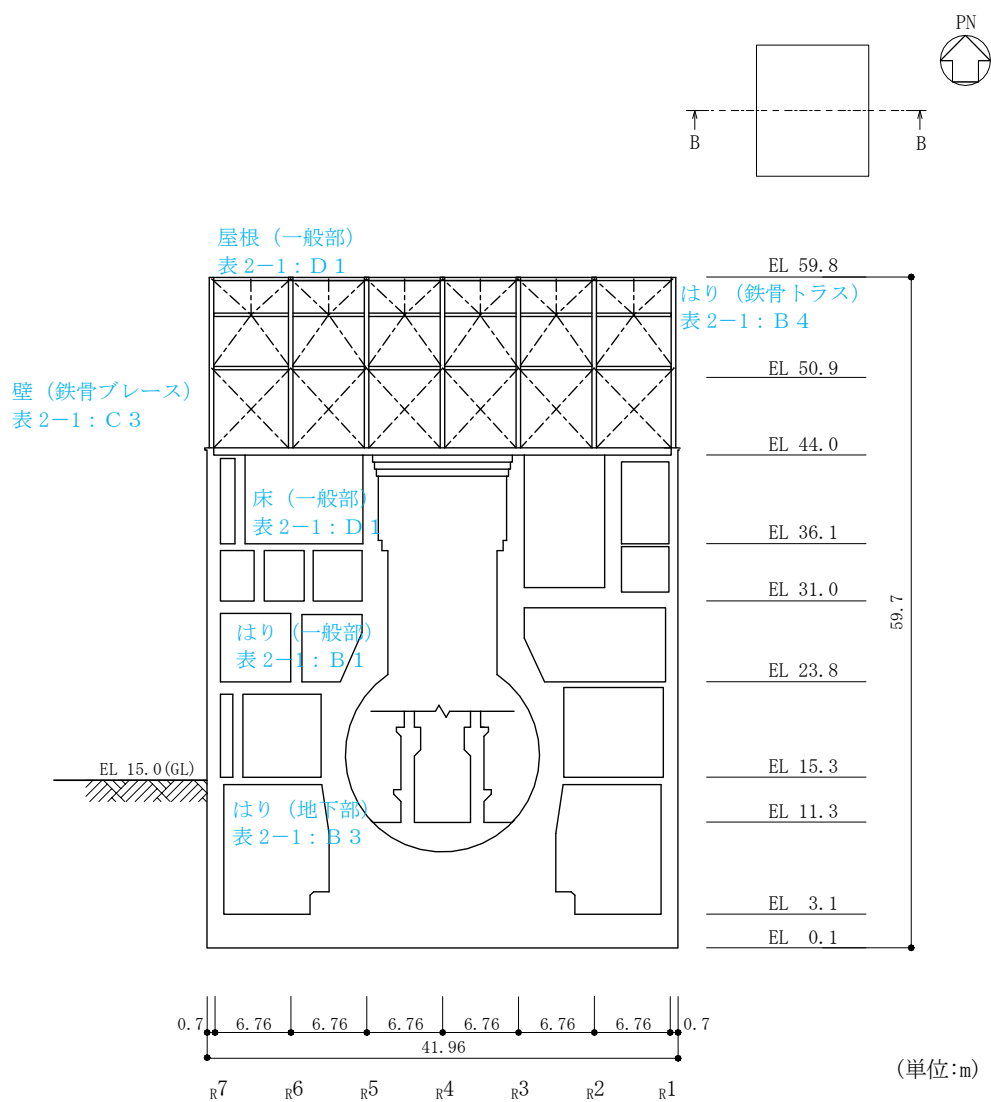 PN
B
B
屋根（一般部）
表2-1：D1
EL 59.8
はり（鉄骨トラス）
表2-1：B4
壁（鉄骨ブレース）
表2-1：C3
EL 50.9
EL 44.0
床（一般部）
表2-1：D1
EL 36.1
EL 31.0
59.7
はり（一般部）
表2-1：B1
EL 23.8
EL 15.0(GL)
EL 15.3
はり（地下部）
表2-1：B3
EL 11.3
EL 3.1
EL 0.1
0.7 6.76 6.76 6.76 6.76 6.76 6.76 0.7
41.96
(単位:m)
R7 R6 R5 R4 R3 R2 R1